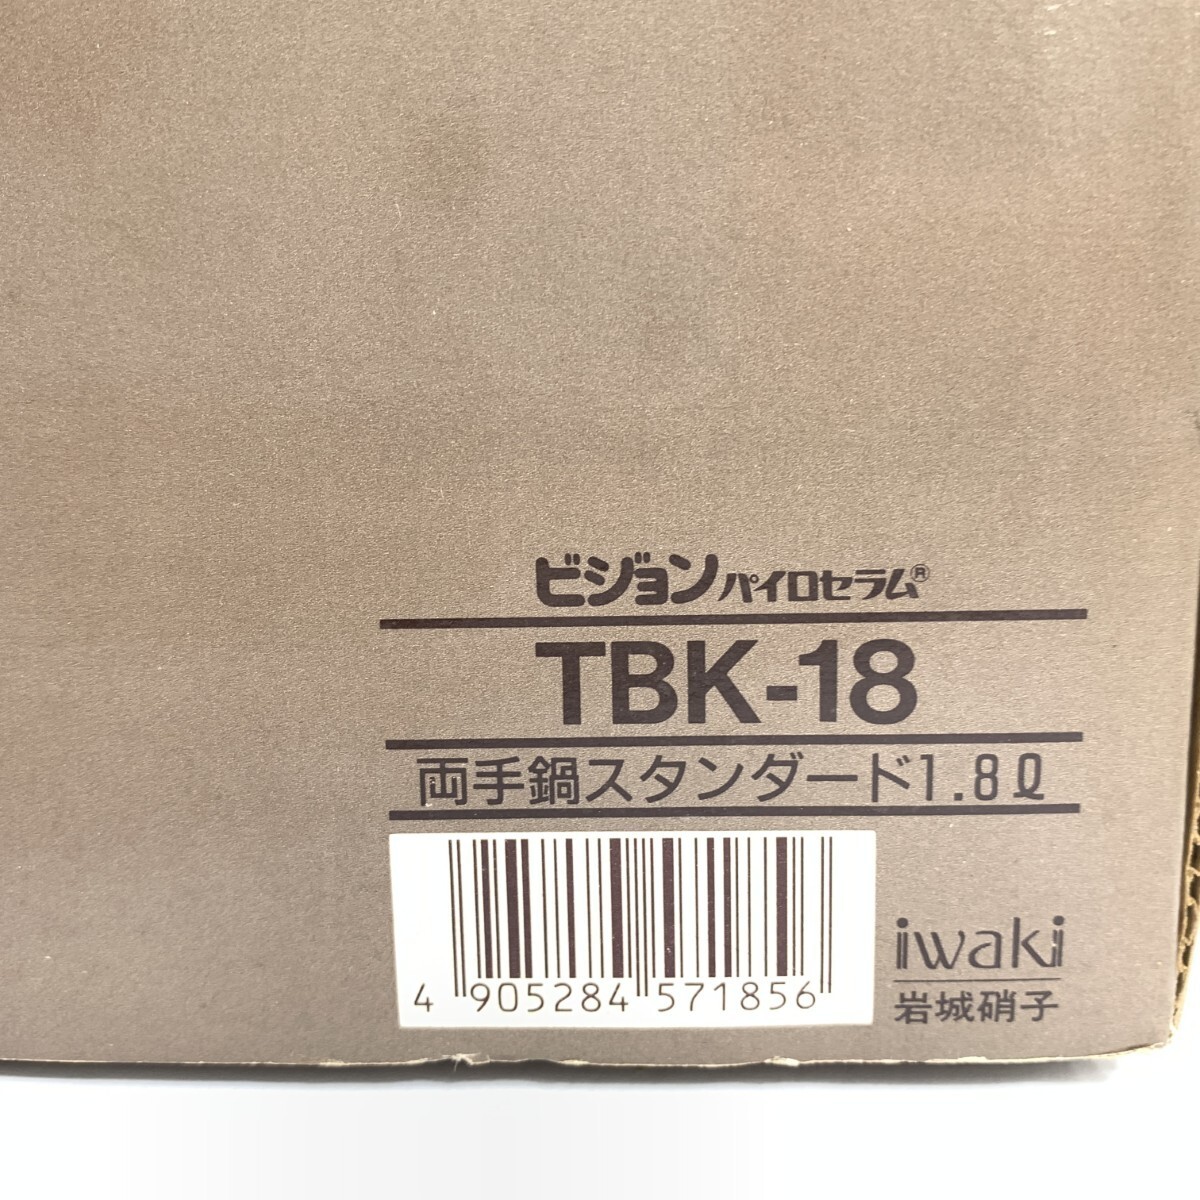 ビジョンパイロセラム®
TBK-18
両手鍋スタンダード1.8ℓ
4 905284 571856
iwaki
岩城硝子